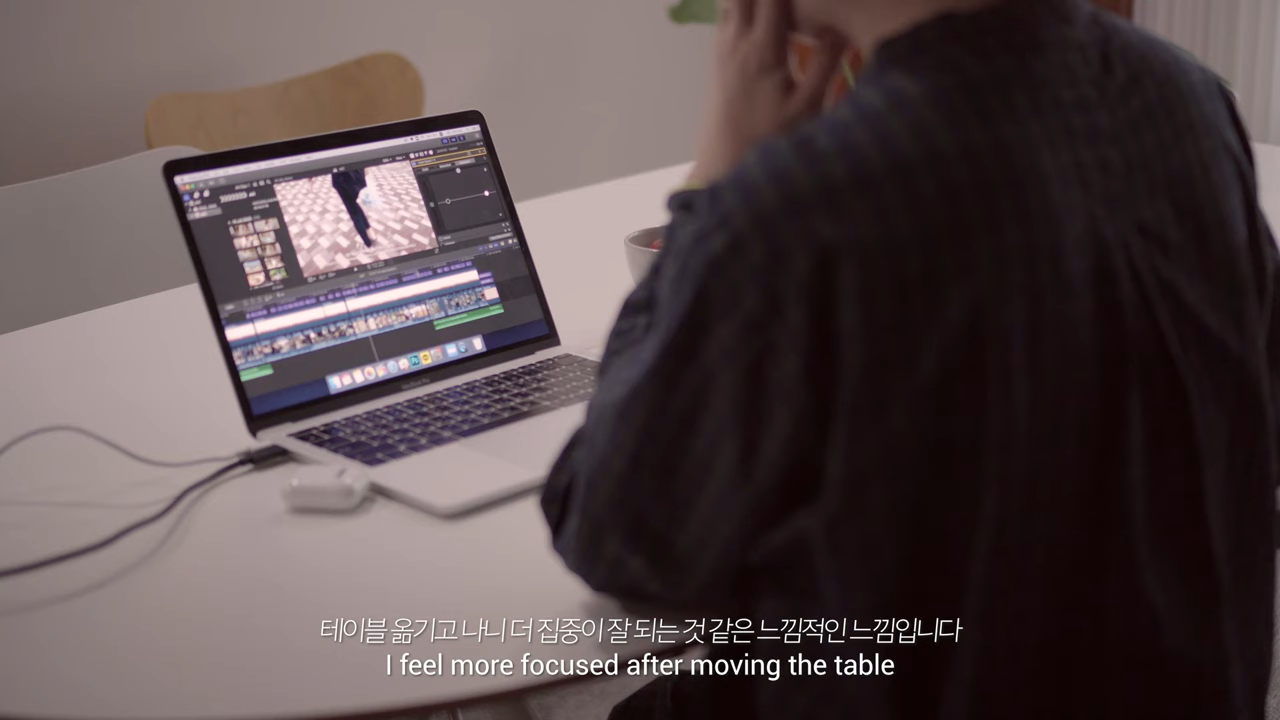 테이블 옮기고 나니 더 집중이 잘 되는 것 같은 느낌적인 느낌입니다
I feel more focused after moving the table